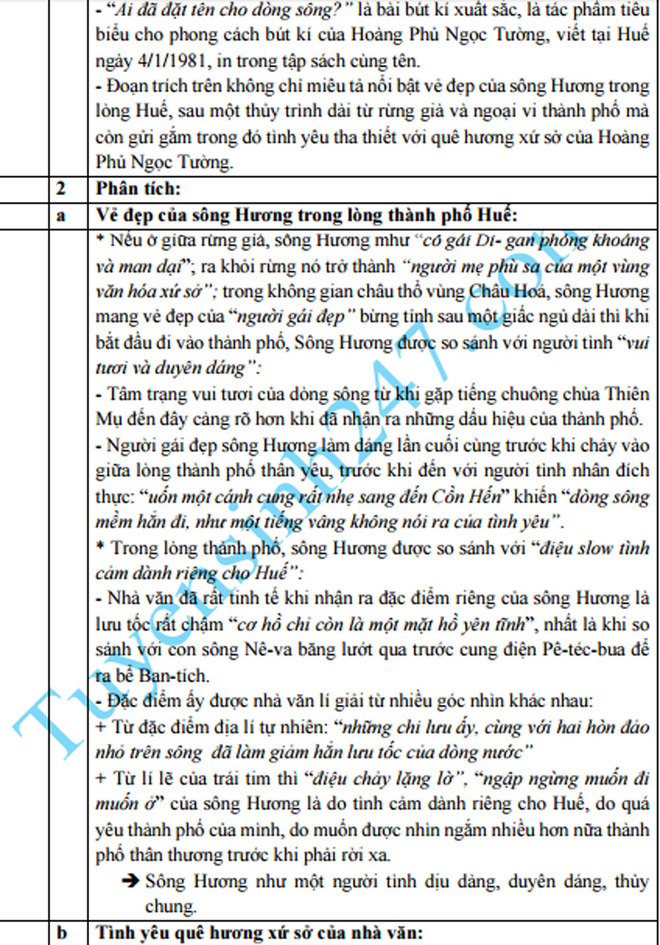 - "Ai đã đặt tên cho dòng sông?" là bài bút kí xuất sắc, là tác phẩm tiêu
biểu cho phong cách bút kí của Hoàng Phủ Ngọc Tường, viết tại Huế
ngày 4/1/1981, in trong tập sách cùng tên.
- Đoạn trích trên không chỉ miêu tả nổi bật vẻ đẹp của sông Hương trong
lòng Huế, sau một thủy trình dài từ rừng già và ngoại vi thành phố mà
còn gửi gắm trong đó tình yêu tha thiết với quê hương xứ sở của Hoàng
Phủ Ngọc Tường.
2 Phân tích:
a Vẻ đẹp của sông Hương trong lòng thành phố Huế:
* Nếu ở giữa rừng già, sông Hương như "cô gái Di- gan phóng khoáng
và man dại"; ra khỏi rừng nó trở thành "người mẹ phù sa của một vùng
văn hóa xứ sở"; trong không gian châu thổ vùng Châu Hoá, sông Hương
mang vẻ đẹp của "người gái đẹp" bừng tỉnh sau một giấc ngủ dài thì khi
bắt đầu đi vào thành phố, Sông Hương được so sánh với người tình "vui
tươi và duyên dáng":
- Tâm trạng vui tươi của dòng sông từ khi gặp tiếng chuông chùa Thiên
Mụ đến đây càng rõ hơn khi đã nhận ra những dấu hiệu của thành phố.
- Người gái đẹp sông Hương làm dáng lần cuối cùng trước khi chảy vào
giữa lòng thành phố thân yêu, trước khi đến với người tình nhân đích
thực: "uốn một cánh cung rất nhẹ sang đến Cồn Hến" khiến "dòng sông
mềm hẳn đi, như một tiếng vâng không nói ra của tình yêu".
* Trong lòng thành phố, sông Hương được so sánh với "điệu slow tình
cảm dành riêng cho Huế":
- Nhà văn đã rất tinh tế khi nhận ra đặc điểm riêng của sông Hương là
lưu tốc rất chậm "cơ hồ chỉ còn là một mặt hồ yên tĩnh", nhất là khi so
sánh với con sông Nê-va băng lướt qua trước cung điện Pê-téc-bua để
ra bể Ban-tích.
- Đặc điểm ấy được nhà văn lí giải từ nhiều góc nhìn khác nhau:
+ Từ đặc điểm địa lí tự nhiên: "những chi lưu ấy, cùng với hai hòn đảo
nhỏ trên sông đã làm giảm hẳn lưu tốc của dòng nước"
+ Từ lí lẽ của trái tim thì "điệu chảy lặng lờ", "ngập ngừng muốn đi
muốn ở" của sông Hương là do tình cảm dành riêng cho Huế, do quá
yêu thành phố của mình, do muốn được nhìn ngắm nhiều hơn nữa thành
phố thân thương trước khi phải rời xa.
➔ Sông Hương như một người tình dịu dàng, duyên dáng, thủy
chung.
b Tình yêu quê hương xứ sở của nhà văn:
Tuyensinh247.com